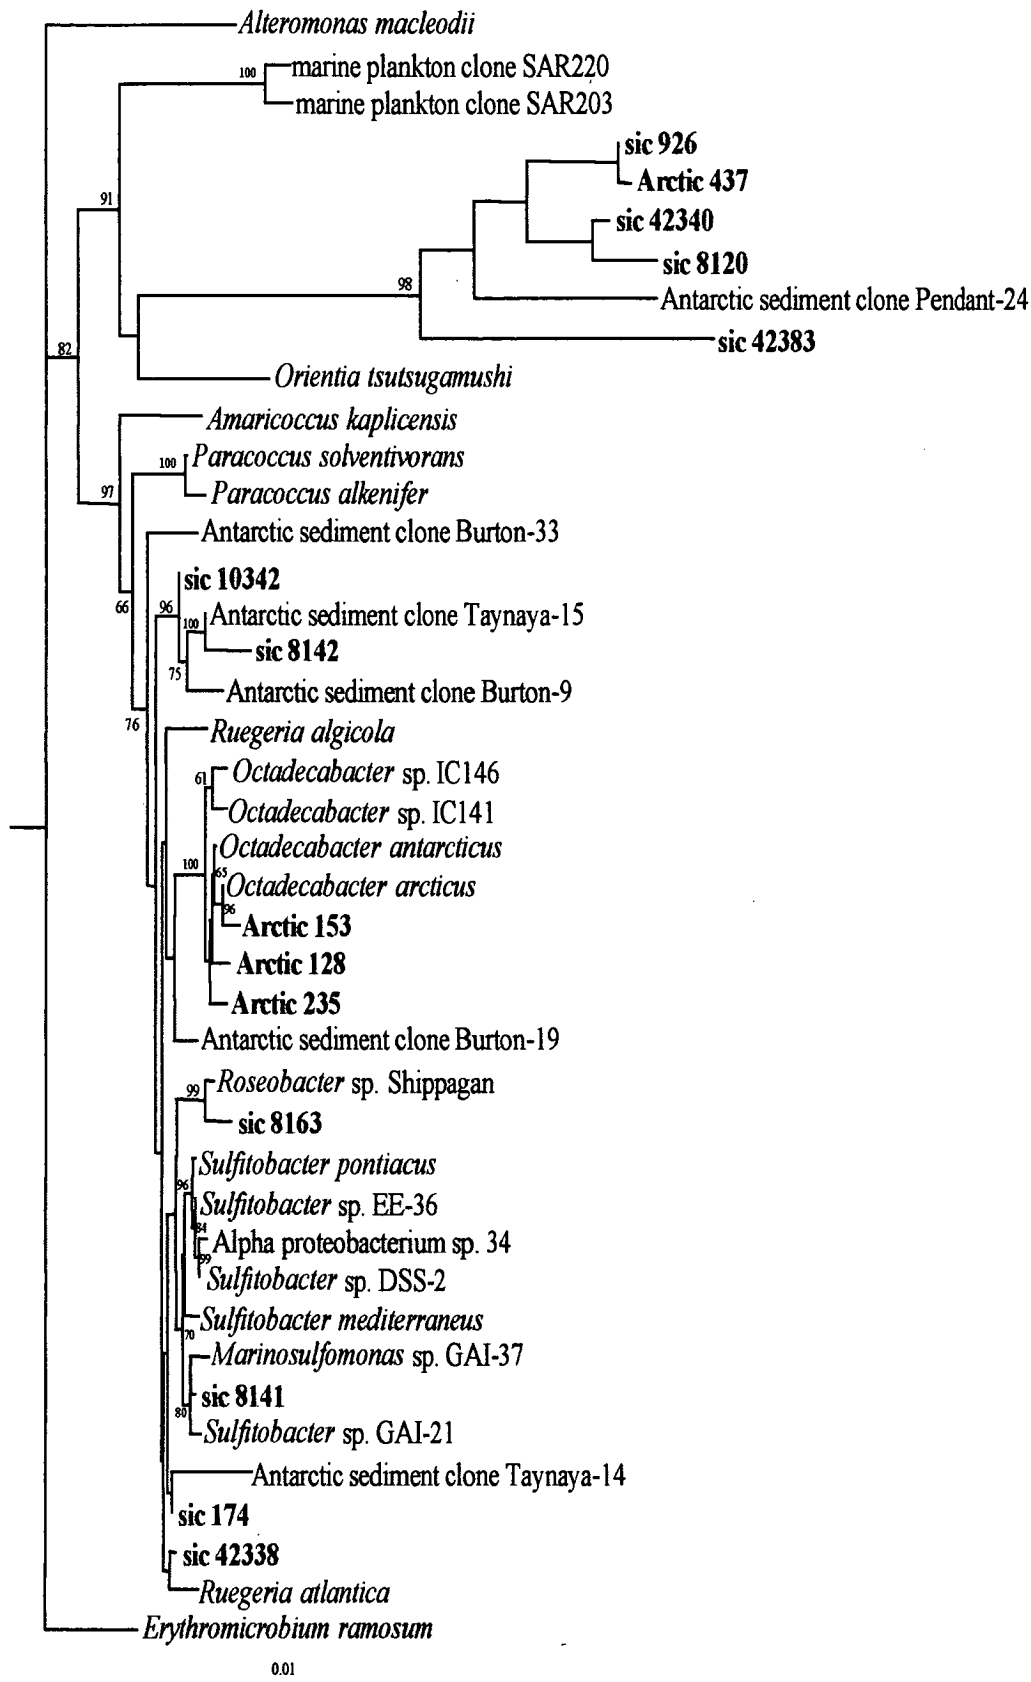 Alteromonas macleodii
100
marine plankton clone SAR220
marine plankton clone SAR203
sic 926
Arctic 437
91
sic 42340
sic 8120
98
Antarctic sediment clone Pendant-24
sic 42383
82
Orientia tsutsugamushi
Amaricoccus kaplicensis
100
Paracoccus solventivorans
97
Paracoccus alkenifer
Antarctic sediment clone Burton-33
sic 10342
66
96
Antarctic sediment clone Taynaya-15
100
sic 8142
75
Antarctic sediment clone Burton-9
76
Ruegeria algicola
61
Octadecabacter sp. IC146
Octadecabacter sp. IC141
Octadecabacter antarcticus
100
65
Octadecabacter arcticus
96
Arctic 153
Arctic 128
Arctic 235
Antarctic sediment clone Burton-19
99
Roseobacter sp. Shippagan
sic 8163
Sulfitobacter pontiacus
96
Sulfitobacter sp. EE-36
84
Alpha proteobacterium sp. 34
99
Sulfitobacter sp. DSS-2
Sulfitobacter mediterraneus
70
Marinosulfomonas sp. GAI-37
sic 8141
80
Sulfitobacter sp. GAI-21
Antarctic sediment clone Taynaya-14
sic 174
sic 42338
Ruegeria atlantica
Erythromicrobium ramosum
0.01